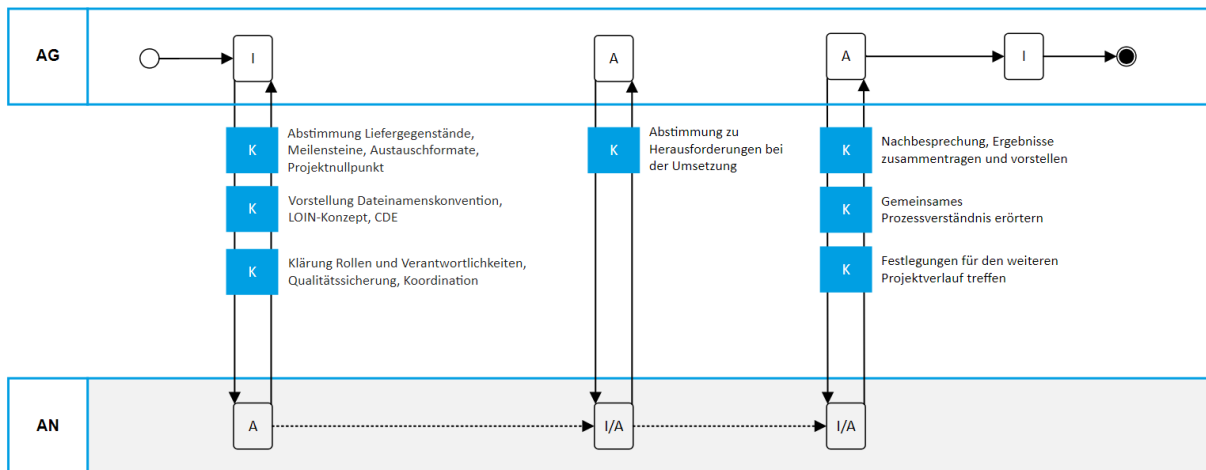 AG
I
A
A
I
K
Abstimmung Liefergegenstände,
Meilensteine, Austauschformate,
Projektnullpunkt
K
Vorstellung Dateinamenskonvention,
LOIN-Konzept, CDE
K
Klärung Rollen und Verantwortlichkeiten,
Qualitätssicherung, Koordination
K
Abstimmung zu
Herausforderungen bei
der Umsetzung
K
Nachbesprechung, Ergebnisse
zusammentragen und vorstellen
K
Gemeinsames
Prozessverständnis erörtern
K
Festlegungen für den weiteren
Projektverlauf treffen
AN
A
I/A
I/A